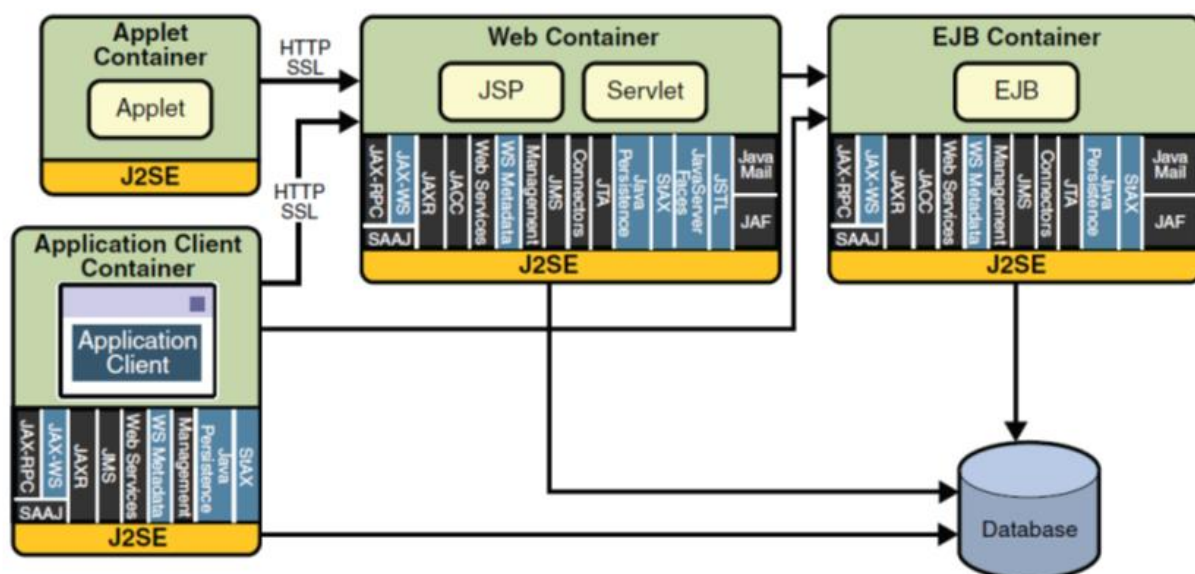 Applet
Container
Applet
J2SE
HTTP
SSL
HTTP
SSL
Web Container
JSP
Servlet
JAX-RPC
SAAJ
JAX-WS
JAXR
JACC
Web Services
WS Metadata
Management
JMS
Connectors
JTA
Java
Persistence
StAX
JavaServer
Faces
JSTL
Java
Mail
JAF
J2SE
EJB Container
EJB
JAX-RPC
SAAJ
JAX-WS
JAXR
JACC
Web Services
WS Metadata
Management
JMS
Connectors
JTA
Java
Persistence
StAX
Java
Mail
JAF
J2SE
Application Client
Container
Application
Client
JAX-RPC
SAAJ
JAX-WS
JAXR
JMS
Web Services
WS Metadata
Management
Java
Persistence
StAX
J2SE
Database